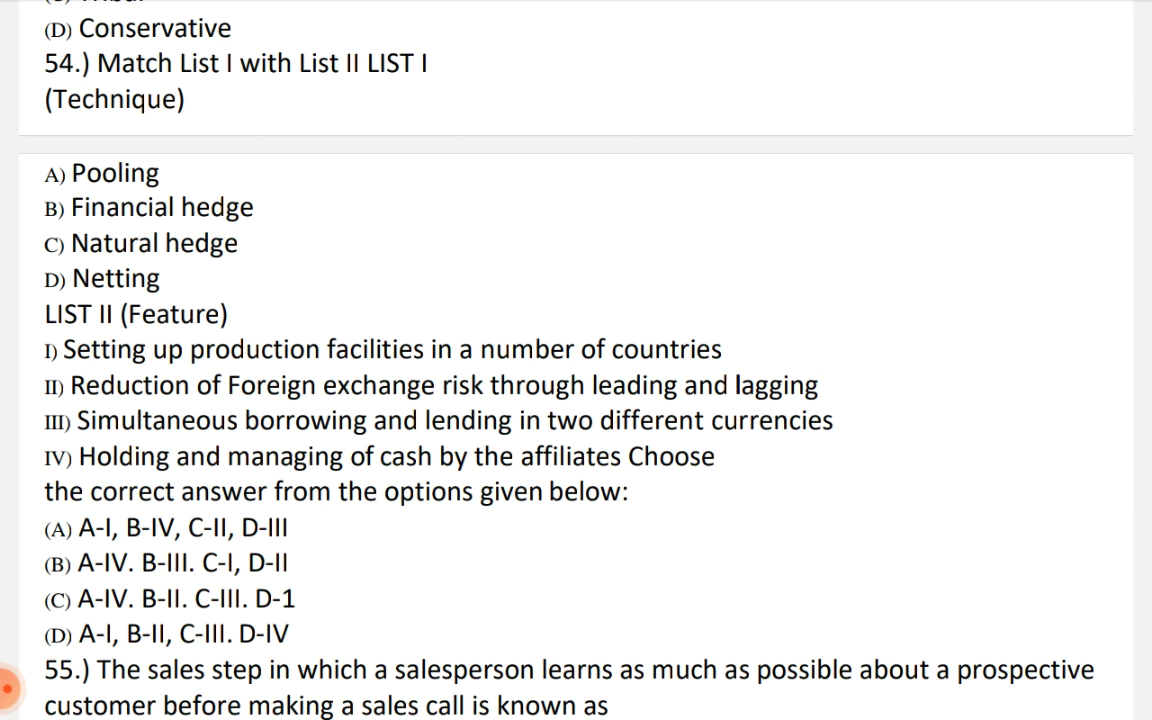 (D) Conservative
54.) Match List I with List II LIST I
(Technique)
A) Pooling
B) Financial hedge
C) Natural hedge
D) Netting
LIST II (Feature)
I) Setting up production facilities in a number of countries
II) Reduction of Foreign exchange risk through leading and lagging
III) Simultaneous borrowing and lending in two different currencies
IV) Holding and managing of cash by the affiliates Choose
the correct answer from the options given below:
(A) A-I, B-IV, C-II, D-III
(B) A-IV. B-III. C-I, D-II
(C) A-IV. B-II. C-III. D-1
(D) A-I, B-II, C-III. D-IV
55.) The sales step in which a salesperson learns as much as possible about a prospective
customer before making a sales call is known as